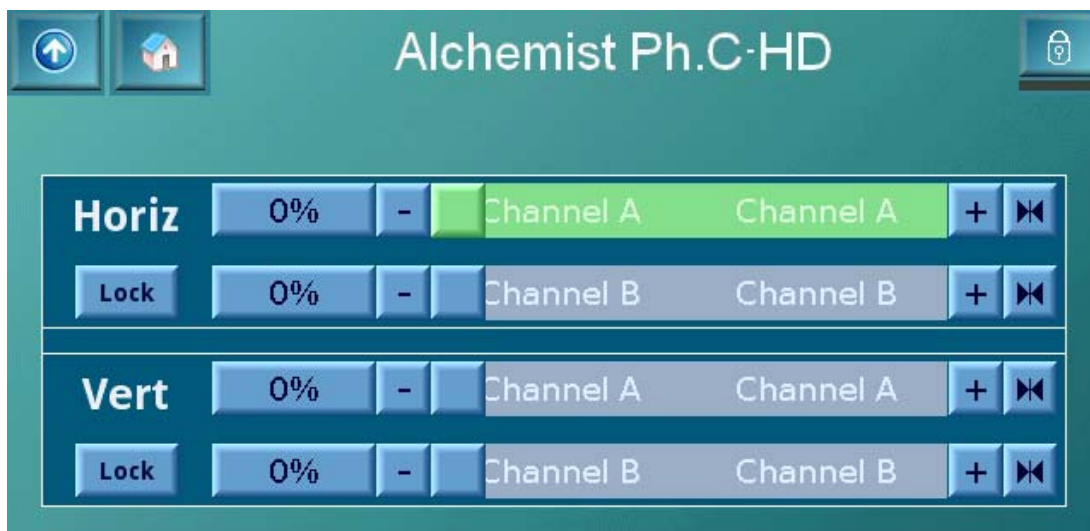 Alchemist Ph.C-HD
Horiz 0% - Channel A Channel A +
Lock 0% - Channel B Channel B +
Vert 0% - Channel A Channel A +
Lock 0% - Channel B Channel B +